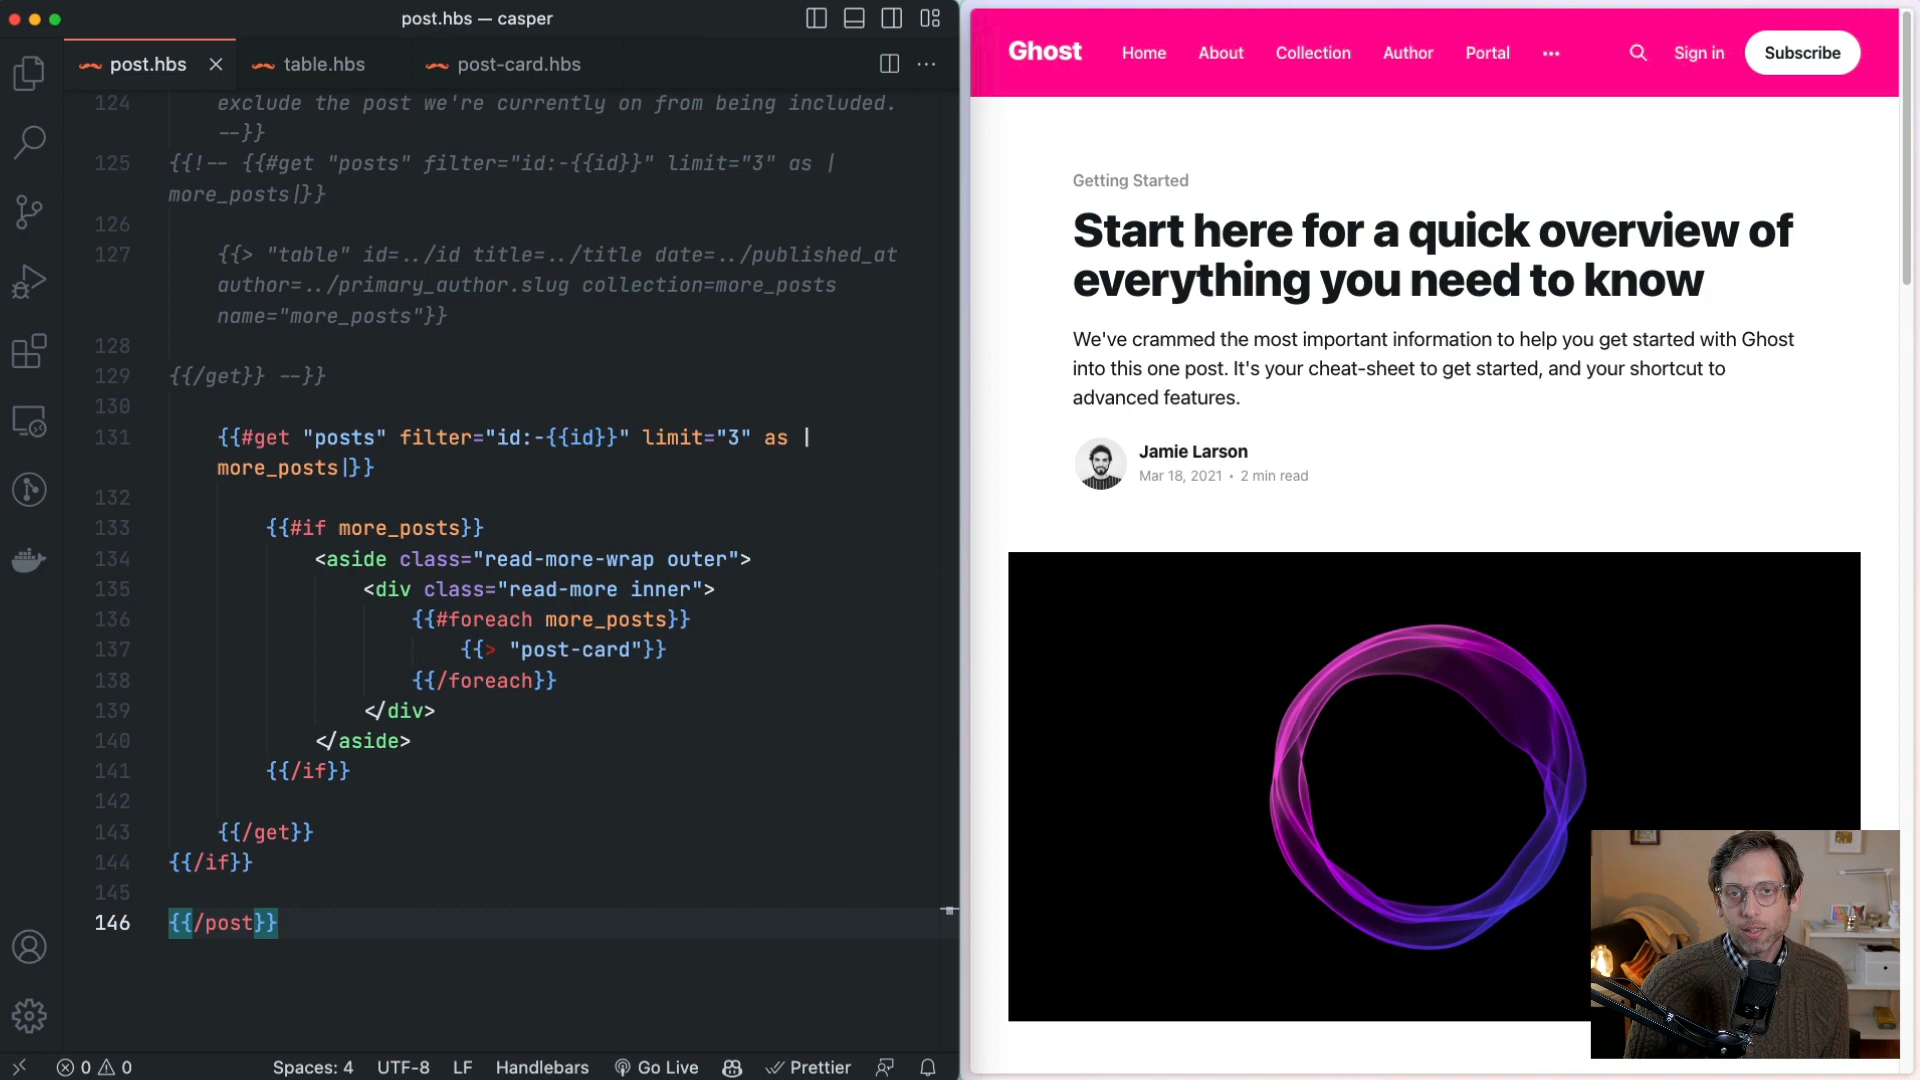 post.hbs — casper
post.hbs
table.hbs
post-card.hbs
124 exclude the post we're currently on from being included.
--}}
125 {{!-- {{#get "posts" filter="id:-{{id}}" limit="3" as |
more_posts|}}
126
127 {{> "table" id=../id title=../title date=../published_at
author=../primary_author.slug collection=more_posts
name="more_posts"}}
128
129 {{/get}} --}}
130
131 {{#get "posts" filter="id:-{{id}}" limit="3" as |
more_posts|}}
132
133 {{#if more_posts}}
134 <aside class="read-more-wrap outer">
135 <div class="read-more inner">
136 {{#foreach more_posts}}
137 {{> "post-card"}}
138 {{/foreach}}
139 </div>
140 </aside>
141 {{/if}}
142
143 {{/get}}
144 {{/if}}
145
146 {{/post}}
0 0 Spaces: 4 UTF-8 LF Handlebars Go Live Prettier
Ghost Home About Collection Author Portal ••• Sign in Subscribe
Getting Started
Start here for a quick overview of
everything you need to know
We've crammed the most important information to help you get started with Ghost
into this one post. It's your cheat-sheet to get started, and your shortcut to
advanced features.
Jamie Larson
Mar 18, 2021 • 2 min read